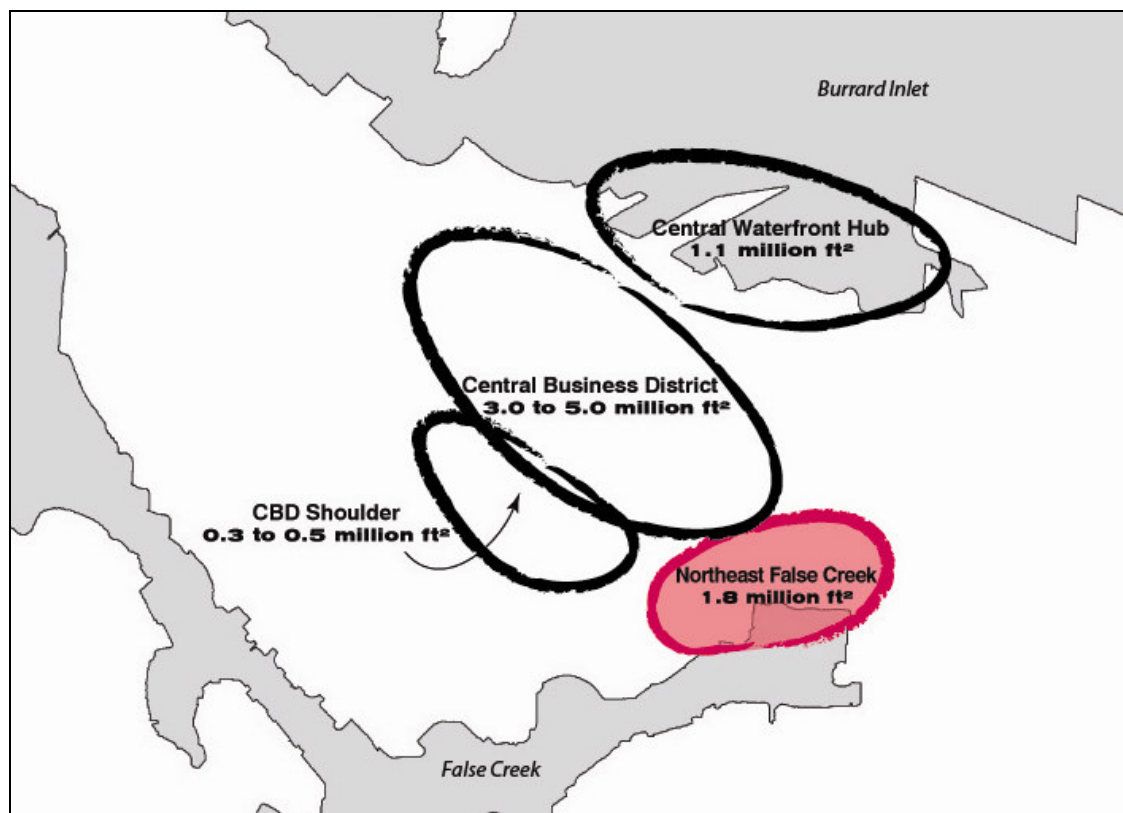 Burrard Inlet
Central Waterfront Hub
1.1 million ft²
Central Business District
3.0 to 5.0 million ft²
CBD Shoulder
0.3 to 0.5 million ft²
Northeast False Creek
1.8 million ft²
False Creek